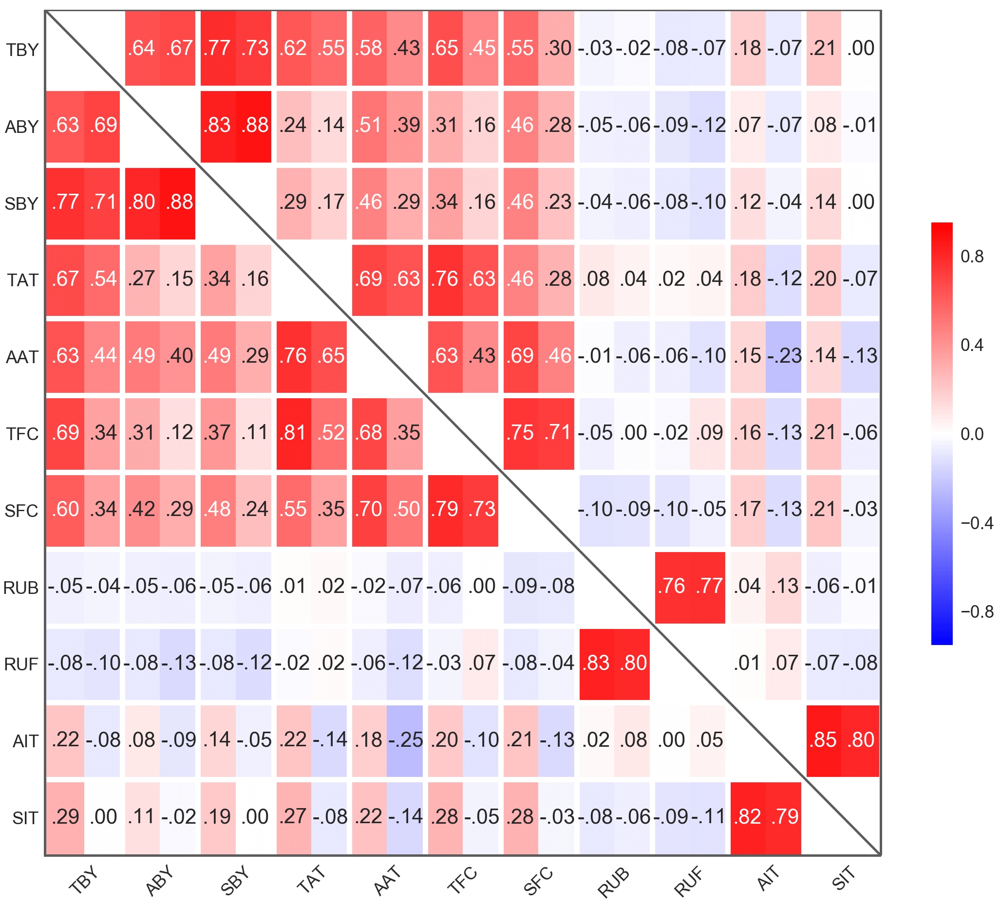 TBY .64 .67 .77 .73 .62 .55 .58 .43 .65 .45 .55 .30 -.03 -.02 -.08 -.07 .18 -.07 .21 .00
ABY .63 .69 .83 .88 .24 .14 .51 .39 .31 .16 .46 .28 -.05 -.06 -.09 -.12 .07 -.07 .08 -.01
SBY .77 .71 .80 .88 .29 .17 .46 .29 .34 .16 .46 .23 -.04 -.06 -.08 -.10 .12 -.04 .14 .00
TAT .67 .54 .27 .15 .34 .16 .69 .63 .76 .63 .46 .28 .08 .04 .02 .04 .18 -.12 .20 -.07
AAT .63 .44 .49 .40 .49 .29 .76 .65 .63 .43 .69 .46 -.01 -.06 -.06 -.10 .15 -.23 .14 -.13
TFC .69 .34 .31 .12 .37 .11 .81 .52 .68 .35 .75 .71 -.05 .00 -.02 .09 .16 -.13 .21 -.06
SFC .60 .34 .42 .29 .48 .24 .55 .35 .70 .50 .79 .73 -.10 -.09 -.10 -.05 .17 -.13 .21 -.03
RUB -.05 -.04 -.05 -.06 -.05 -.06 .01 .02 -.02 -.07 -.06 .00 -.09 -.08 .76 .77 .04 .13 -.06 -.01
RUF -.08 -.10 -.08 -.13 -.08 -.12 -.02 .02 -.06 -.12 -.03 .07 -.08 -.04 .83 .80 .01 .07 -.07 -.08
AIT .22 -.08 .08 -.09 .14 -.05 .22 -.14 .18 -.25 .20 -.10 .21 -.13 .02 .08 .00 .05 .85 .80
SIT .29 .00 .11 -.02 .19 .00 .27 -.08 .22 -.14 .28 -.05 .28 -.03 -.08 -.06 -.09 -.11 .82 .79
TBY ABY SBY TAT AAT TFC SFC RUB RUF AIT SIT
0.8
0.4
0.0
−0.4
−0.8